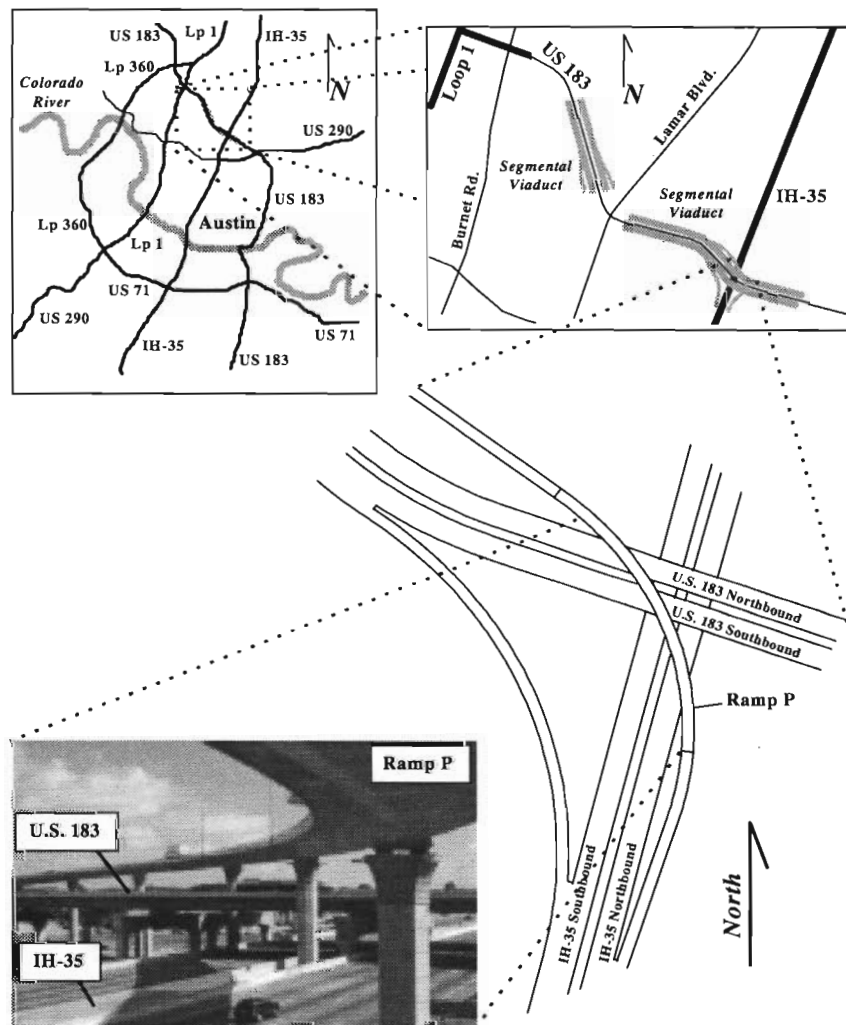 US 183
Lp 1
IH-35
Lp 360
Colorado
River
N
US 290
US 183
Austin
Lp 360
Lp 1
US 71
US 290
US 71
IH-35
US 183
Loop 1
US 183
N
Lamar Blvd.
Burnet Rd.
Segmental
Viaduct
Segmental
Viaduct
IH-35
U.S. 183 Northbound
U.S. 183 Southbound
Ramp P
IH-35 Southbound
IH-35 Northbound
North
Ramp P
U.S. 183
IH-35